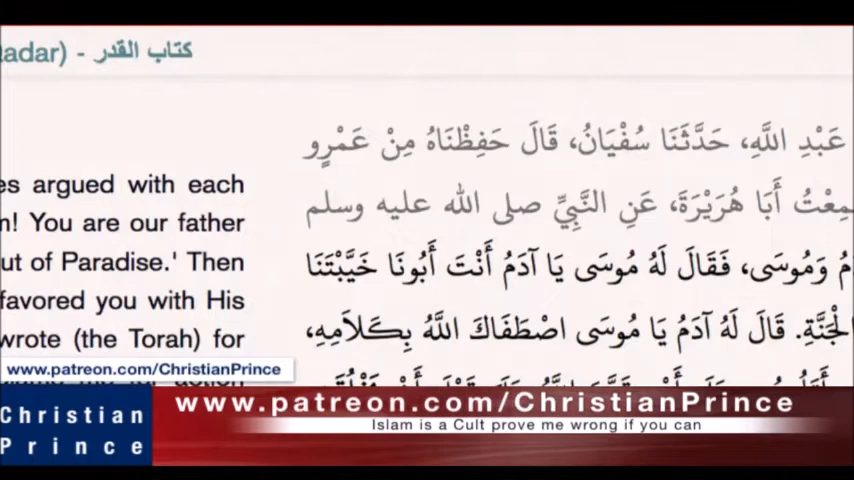 adar) - كتاب القدر
عَبْدِ اللَّهِ، حَدَّثَنَا سُفْيَانُ، قَالَ حَفِظْنَاهُ مِنْ عَمْرٍو
مِعْتُ أَبَا هُرَيْرَةَ، عَنِ النَّبِيِّ صلى الله عليه وسلم
مُ وَمُوسَى، فَقَالَ لَهُ مُوسَى يَا آدَمُ أَنْتَ أَبُونَا خَيَّبْتَنَا
الْجَنَّةِ. قَالَ لَهُ آدَمُ يَا مُوسَى اصْطَفَاكَ اللَّهُ بِكَلاَمِهِ،
es argued with each
m! You are our father
ut of Paradise.' Then
favored you with His
wrote (the Torah) for
www.patreon.com/ChristianPrince
Christian
Prince
www.patreon.com/ChristianPrince
Islam is a Cult prove me wrong if you can